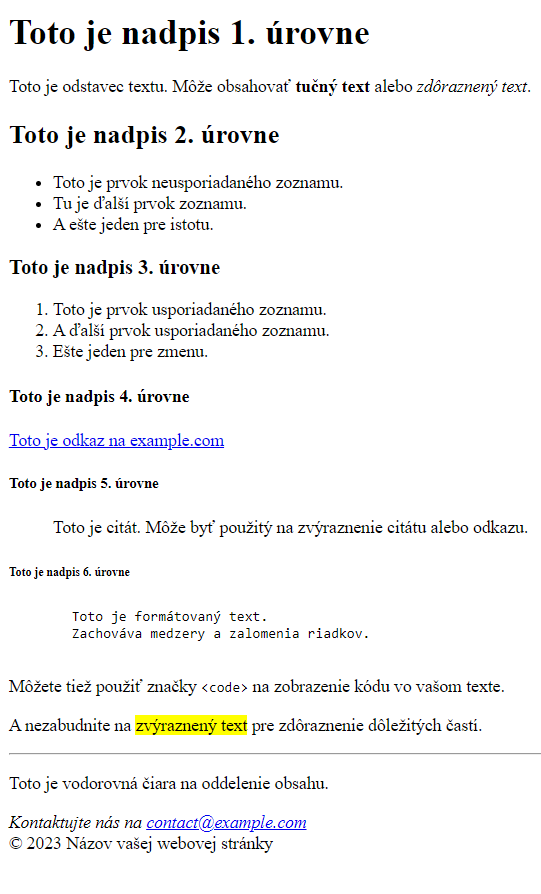 Toto je nadpis 1. úrovne
Toto je odstavec textu. Môže obsahovať tučný text alebo zdôraznený text.
Toto je nadpis 2. úrovne
• Toto je prvok neusporiadaného zoznamu.
• Tu je ďalší prvok zoznamu.
• A ešte jeden pre istotu.
Toto je nadpis 3. úrovne
1. Toto je prvok usporiadaného zoznamu.
2. A ďalší prvok usporiadaného zoznamu.
3. Ešte jeden pre zmenu.
Toto je nadpis 4. úrovne
Toto je odkaz na example.com
Toto je nadpis 5. úrovne
Toto je citát. Môže byť použitý na zvýraznenie citátu alebo odkazu.
Toto je nadpis 6. úrovne
Toto je formátovaný text.
Zachováva medzery a zalomenia riadkov.
Môžete tiež použiť značky <code> na zobrazenie kódu vo vašom texte.
A nezabudnite na zvýraznený text pre zdôraznenie dôležitých častí.
Toto je vodorovná čiara na oddelenie obsahu.
Kontaktujte nás na contact@example.com
© 2023 Názov vašej webovej stránky